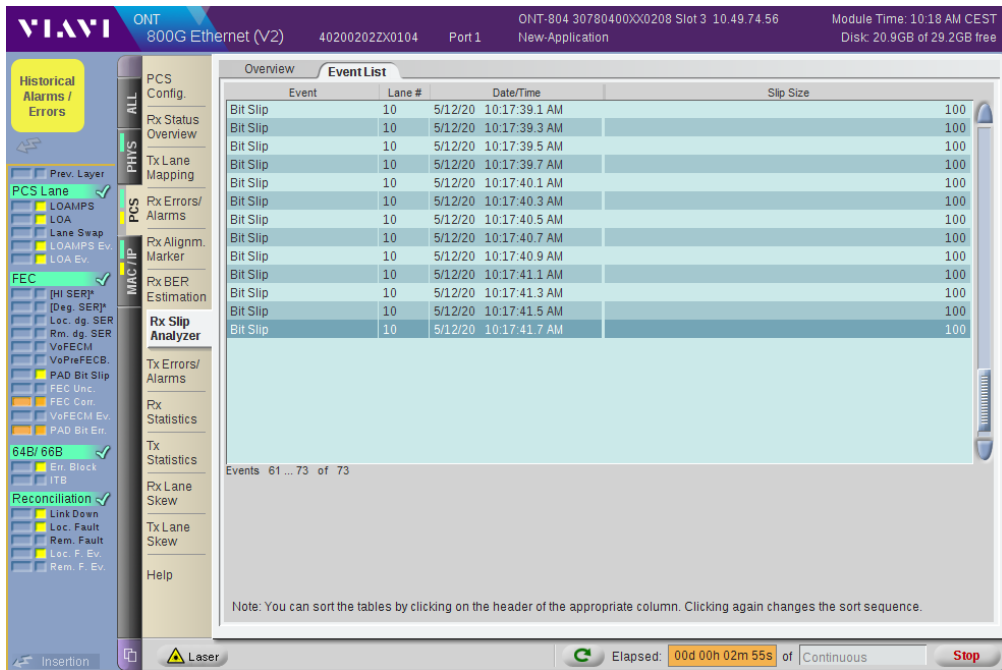 VIAVI
ONT
800G Ethernet (V2) 40200202ZX0104 Port 1
ONT-804 30780400XX0208 Slot 3 10.49.74.56
New-Application
Module Time: 10:18 AM CEST
Disk: 20.9GB of 29.2GB free
Historical
Alarms /
Errors
Prev. Layer
PCS Lane
LOAMPS
LOA
Lane Swap
LOAMPS Ev.
LOA Ev.
FEC
[HI SER]*
[Deg. SER]*
Loc. dg. SER
Rm. dg. SER
VoFECM
VoPreFECB.
PAD Bit Slip
FEC Unc.
FEC Corr.
VoFECM Ev.
PAD Bit Err.
64B/66B
Err. Block
ITB
Reconciliation
Link Down
Loc. Fault
Rem. Fault
Loc. F. Ev.
Rem. F. Ev.
Insertion
ALL
PHYS
PCS
MAC / IP
PCS
Config.
Rx Status
Overview
Tx Lane
Mapping
Rx Errors/
Alarms
Rx Alignm.
Marker
Rx BER
Estimation
Rx Slip
Analyzer
Tx Errors/
Alarms
Rx
Statistics
Tx
Statistics
Rx Lane
Skew
Tx Lane
Skew
Help
Overview Event List
Event Lane # Date/Time Slip Size
Bit Slip 10 5/12/20 10:17:39.1 AM 100
Bit Slip 10 5/12/20 10:17:39.3 AM 100
Bit Slip 10 5/12/20 10:17:39.5 AM 100
Bit Slip 10 5/12/20 10:17:39.7 AM 100
Bit Slip 10 5/12/20 10:17:40.1 AM 100
Bit Slip 10 5/12/20 10:17:40.3 AM 100
Bit Slip 10 5/12/20 10:17:40.5 AM 100
Bit Slip 10 5/12/20 10:17:40.7 AM 100
Bit Slip 10 5/12/20 10:17:40.9 AM 100
Bit Slip 10 5/12/20 10:17:41.1 AM 100
Bit Slip 10 5/12/20 10:17:41.3 AM 100
Bit Slip 10 5/12/20 10:17:41.5 AM 100
Bit Slip 10 5/12/20 10:17:41.7 AM 100
Events 61 ... 73 of 73
Note: You can sort the tables by clicking on the header of the appropriate column. Clicking again changes the sort sequence.
Laser
Elapsed: 00d 00h 02m 55s of Continuous Stop